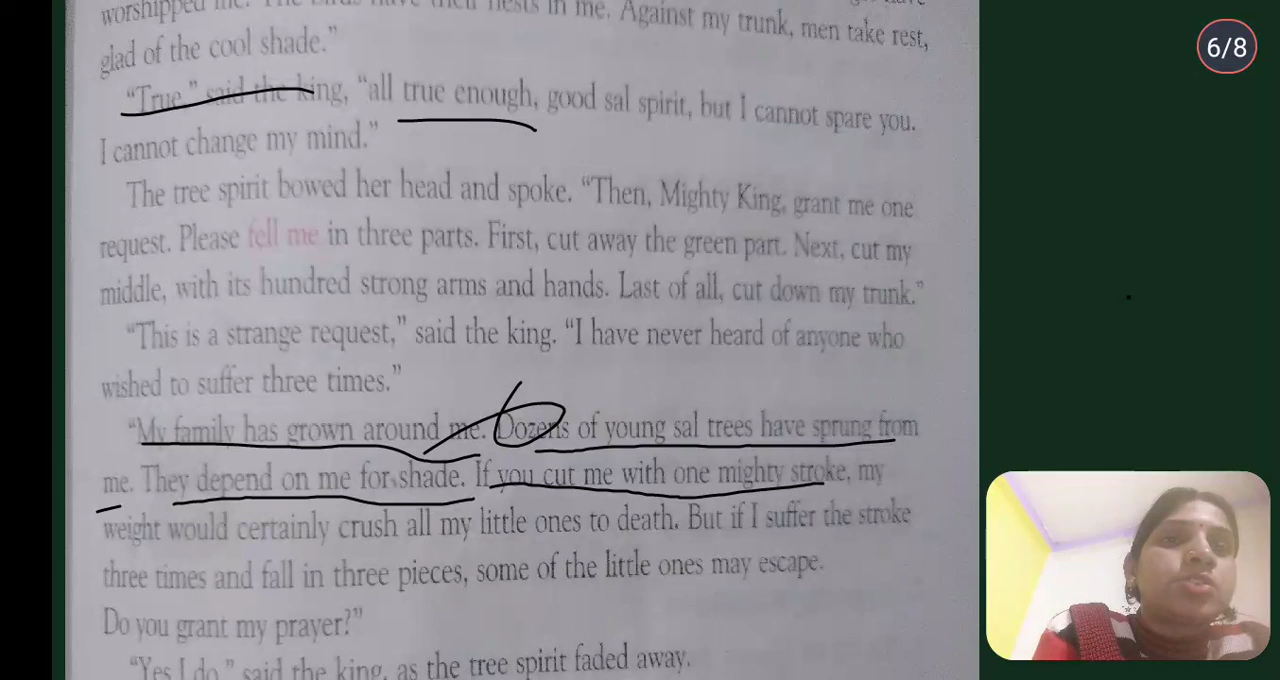 worshipped me. The birds have their nests in me. Against my trunk, men take rest,
glad of the cool shade.”
“True,” said the king, “all true enough, good sal spirit, but I cannot spare you.
I cannot change my mind.”
The tree spirit bowed her head and spoke. “Then, Mighty King, grant me one
request. Please fell me in three parts. First, cut away the green part. Next, cut my
middle, with its hundred strong arms and hands. Last of all, cut down my trunk.”
“This is a strange request,” said the king. “I have never heard of anyone who
wished to suffer three times.”
“My family has grown around me. Dozens of young sal trees have sprung from
me. They depend on me for shade. If you cut me with one mighty stroke, my
weight would certainly crush all my little ones to death. But if I suffer the stroke
three times and fall in three pieces, some of the little ones may escape.
Do you grant my prayer?”
“Yes I do,” said the king, as the tree spirit faded away.
6/8